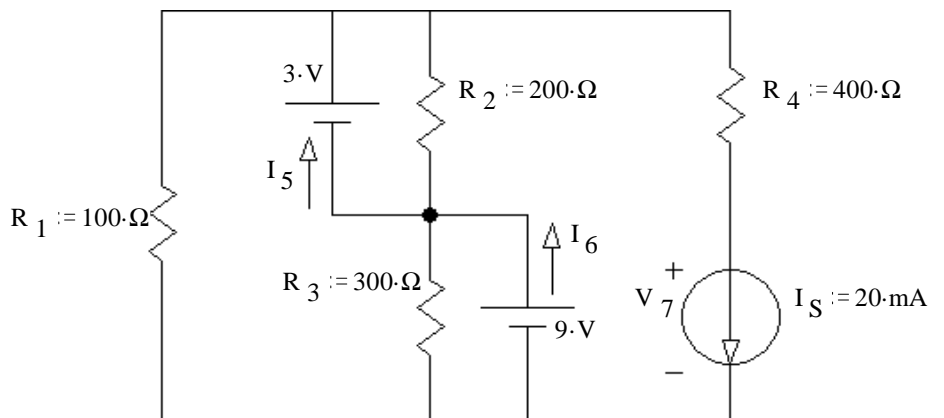 3·V
R 2 := 200·Ω
R 4 := 400·Ω
I 5
R 1 := 100·Ω
I 6
R 3 := 300·Ω
9·V
+
V 7
I S := 20·mA
−